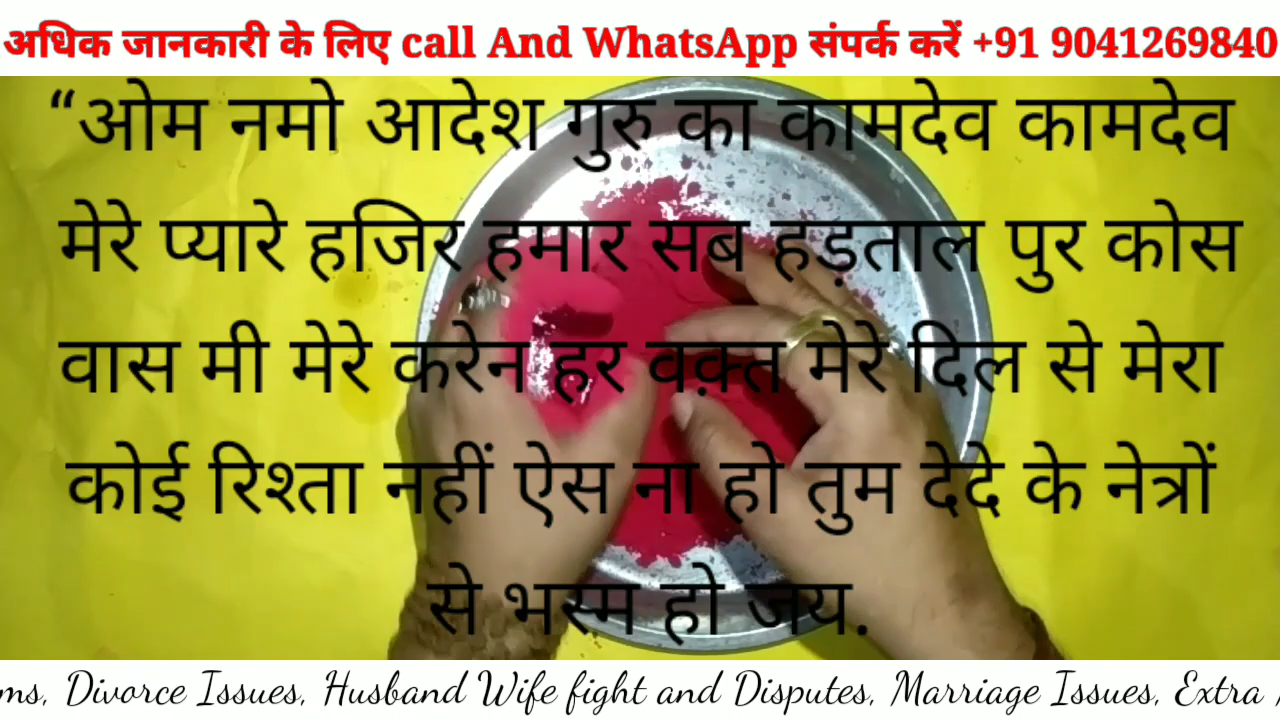 अधिक जानकारी के लिए call And WhatsApp संपर्क करें +91 9041269840
“ओम नमो आदेश गुरु का कामदेव कामदेव
मेरे प्यारे हजिर हमार सब हड़ताल पुर कोस
वास मी मेरे करेन हर वक़्त मेरे दिल से मेरा
कोई रिश्ता नहीं ऐस ना हो तुम देदे के नेत्रों
से भस्म हो जय.
ms, Divorce Issues, Husband Wife fight and Disputes, Marriage Issues, Extra